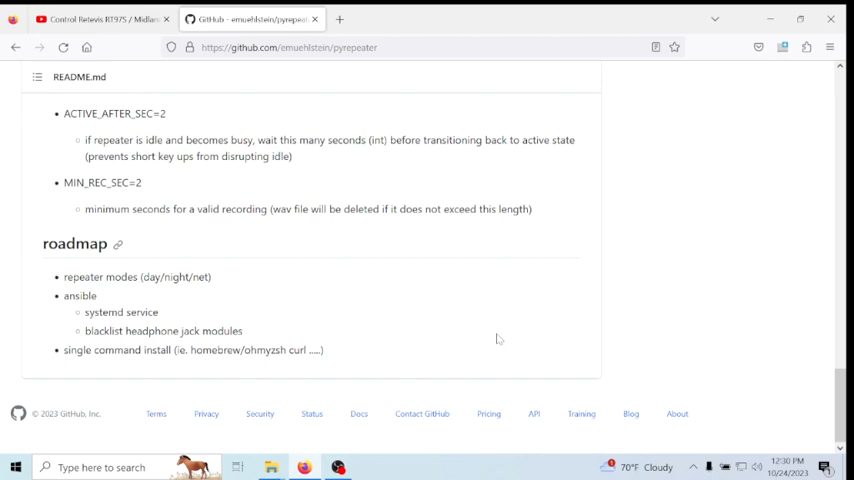 Control Retevis RT97S / Midland
GitHub - emuehlstein/pyrepeat
https://github.com/emuehlstein/pyrepeater
README.md
ACTIVE_AFTER_SEC=2
if repeater is idle and becomes busy, wait this many seconds (int) before transitioning back to active state
(prevents short key ups from disrupting idle)
MIN_REC_SEC=2
minimum seconds for a valid recording (wav file will be deleted if it does not exceed this length)
roadmap
repeater modes (day/night/net)
ansible
systemd service
blacklist headphone jack modules
single command install (ie. homebrew/ohmyzsh curl .....)
© 2023 GitHub, Inc. Terms Privacy Security Status Docs Contact GitHub Pricing API Training Blog About
Type here to search
70°F Cloudy
12:30 PM
10/24/2023